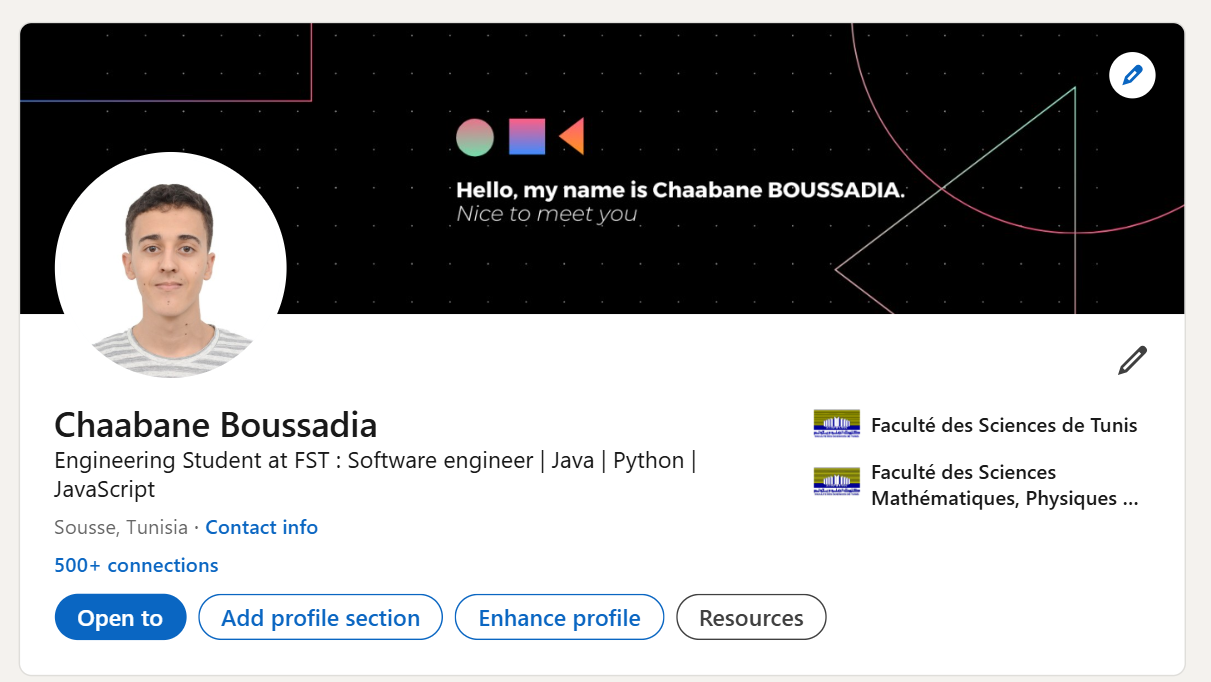 Hello, my name is Chaabane BOUSSADIA.
Nice to meet you
Chaabane Boussadia
Engineering Student at FST : Software engineer | Java | Python |
JavaScript
Sousse, Tunisia · Contact info
500+ connections
Open to
Add profile section
Enhance profile
Resources
Faculté des Sciences de Tunis
Faculté des Sciences
Mathématiques, Physiques ...